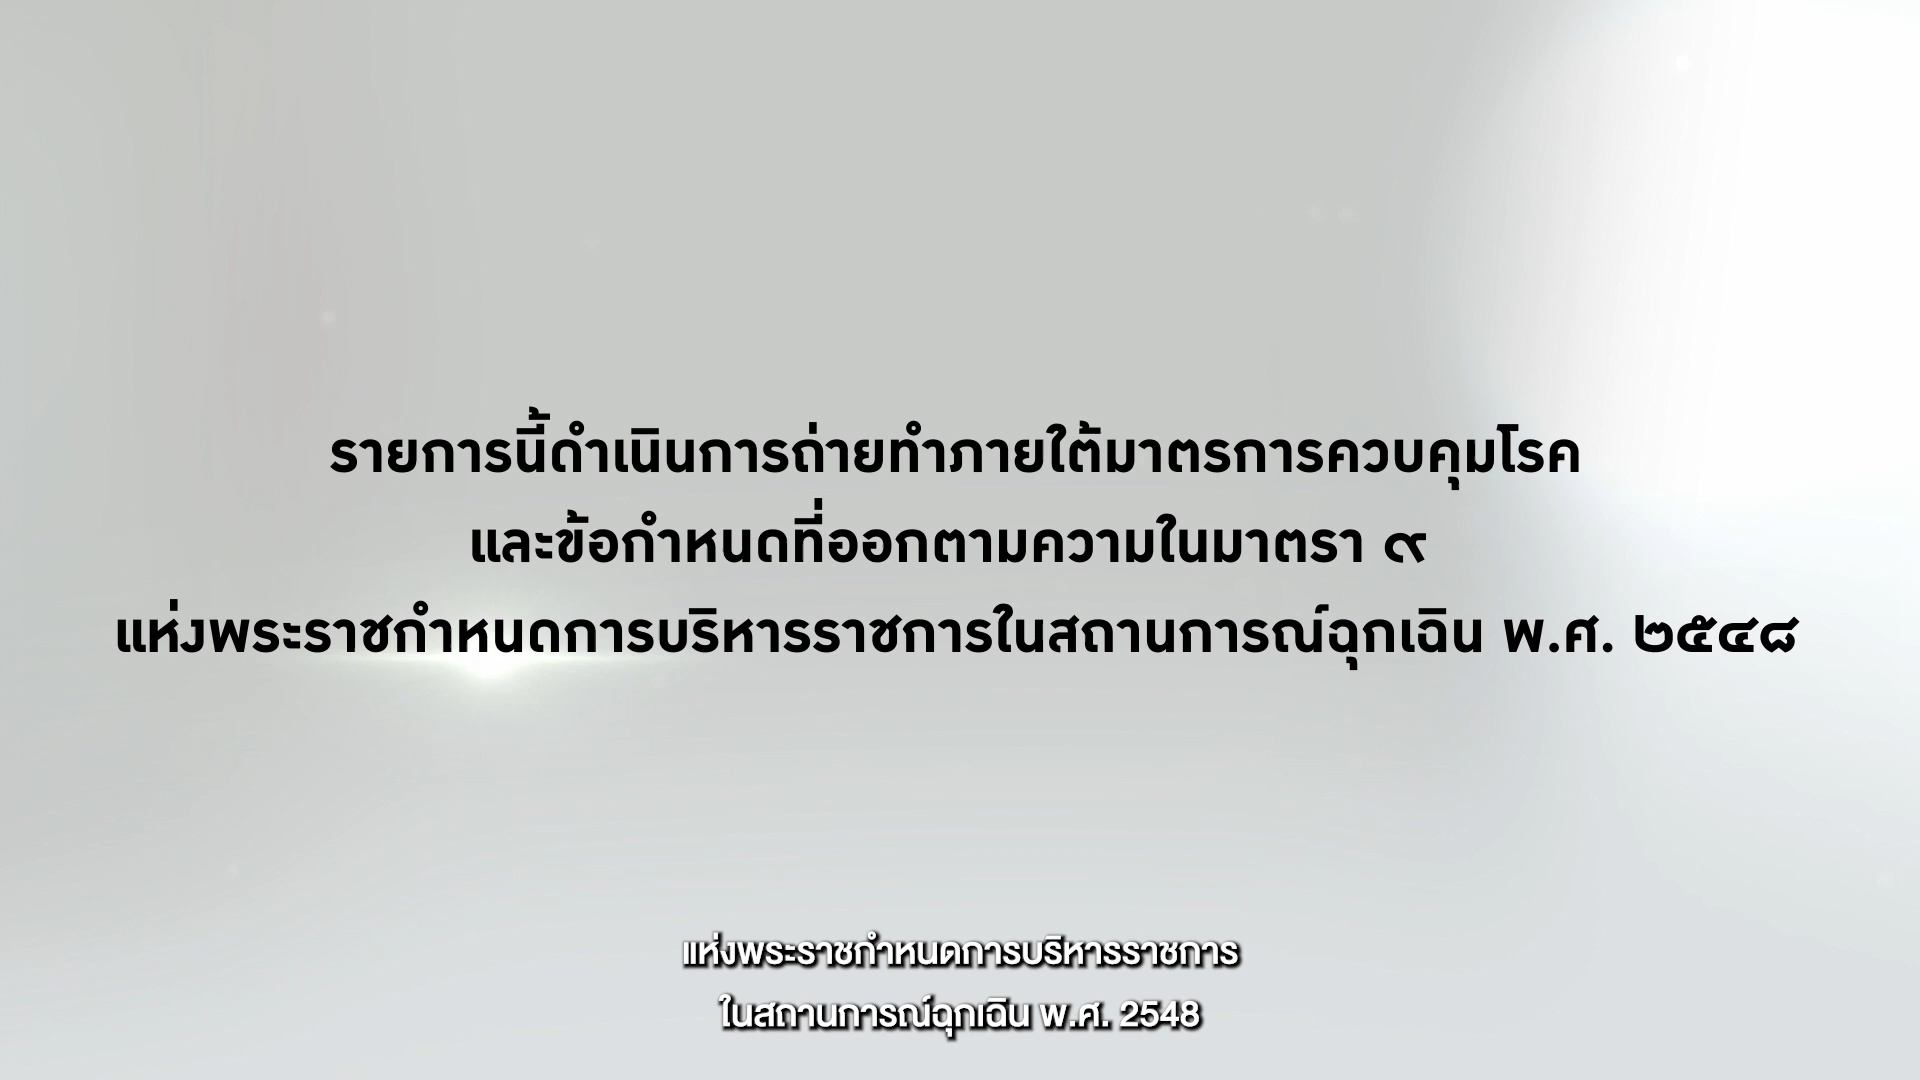 รายการนี้ดำเนินการถ่ายทำภายใต้มาตรการควบคุมโรค
และข้อกำหนดที่ออกตามความในมาตรา ๙
แห่งพระราชกำหนดการบริหารราชการในสถานการณ์ฉุกเฉิน พ.ศ. ๒๕๔๘
แห่งพระราชกำหนดการบริหารราชการ
ในสถานการณ์ฉุกเฉิน พ.ศ. 2548